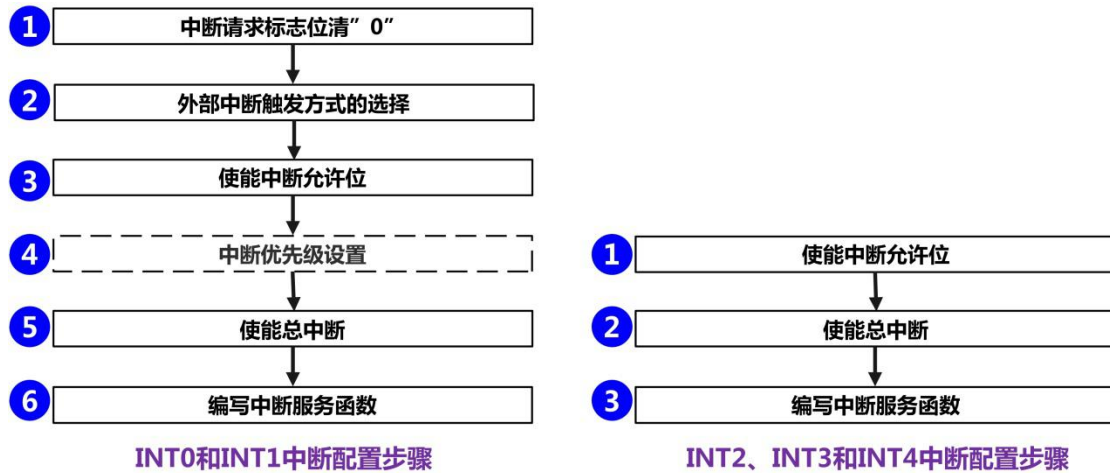 1 中断请求标志位清”0”
2 外部中断触发方式的选择
3 使能中断允许位
4 中断优先级设置
5 使能总中断
6 编写中断服务函数
INT0和INT1中断配置步骤
1 使能中断允许位
2 使能总中断
3 编写中断服务函数
INT2、INT3和INT4中断配置步骤